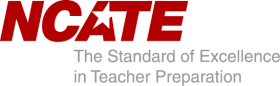 NCATE
The Standard of Excellence
in Teacher Preparation